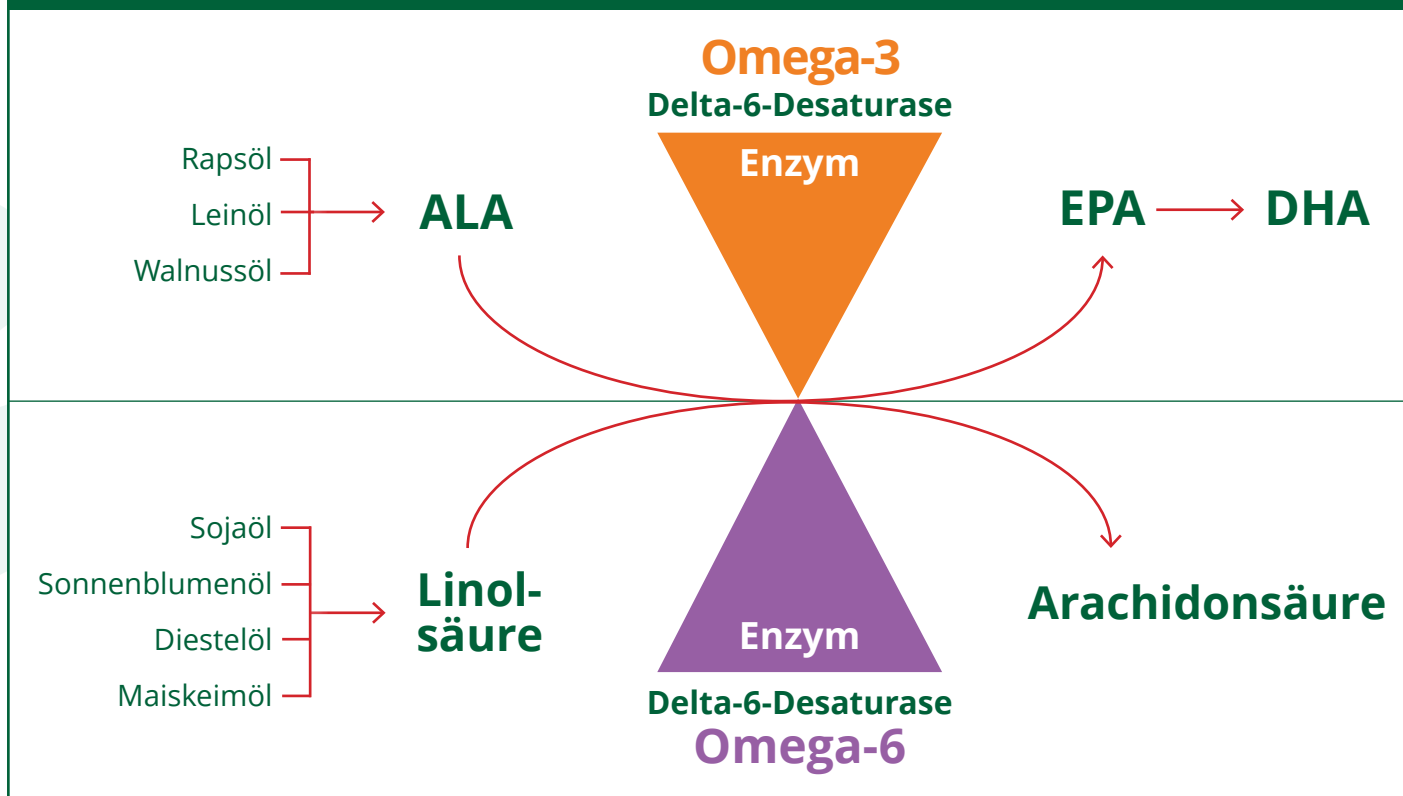 Omega-3
Delta-6-Desaturase
Enzym
Rapsöl
Leinöl
Walnussöl
ALA
EPA
DHA
Sojaöl
Sonnenblumenöl
Diestelöl
Maiskeimöl
Linol-
säure
Arachidonsäure
Enzym
Delta-6-Desaturase
Omega-6